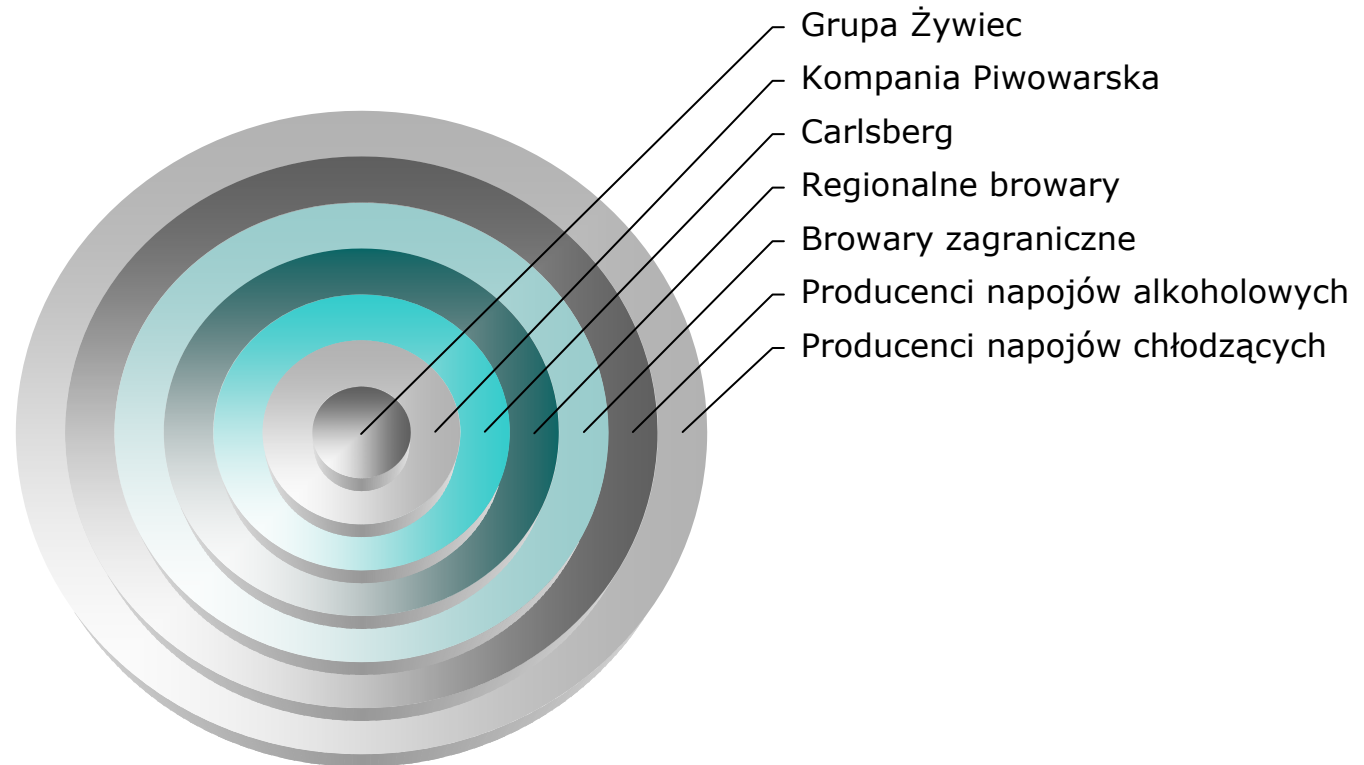 Grupa Żywiec
Kompania Piwowarska
Carlsberg
Regionalne browary
Browary zagraniczne
Producenci napojów alkoholowych
Producenci napojów chłodzących